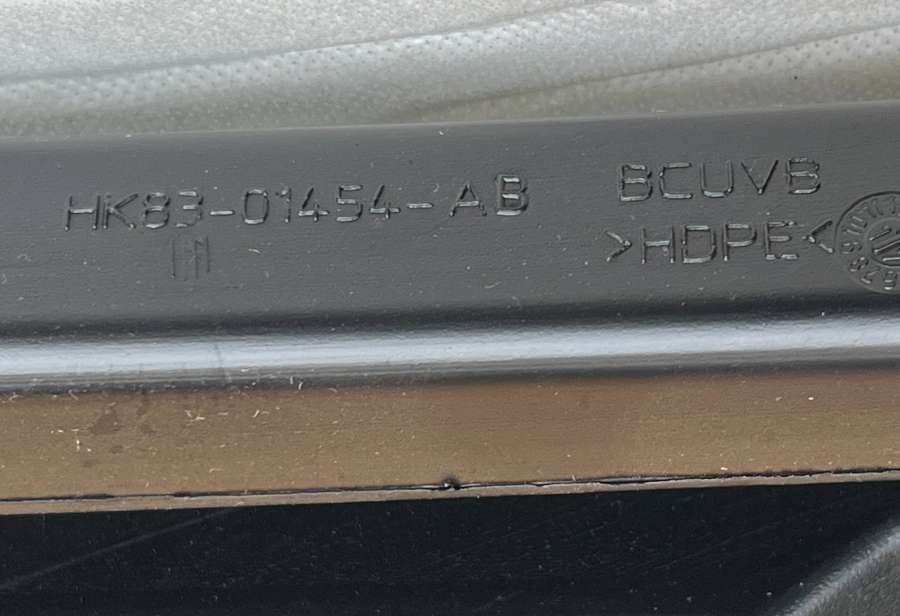 HK83-01454-AB
BCUVB
>HDPE<